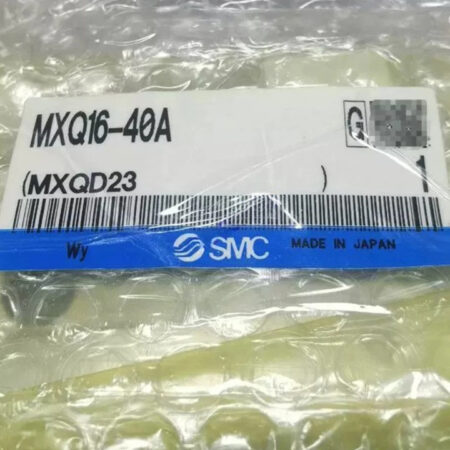 MXQ16-40A
G
(MXQD23 ) 1
Wy SMC MADE IN JAPAN